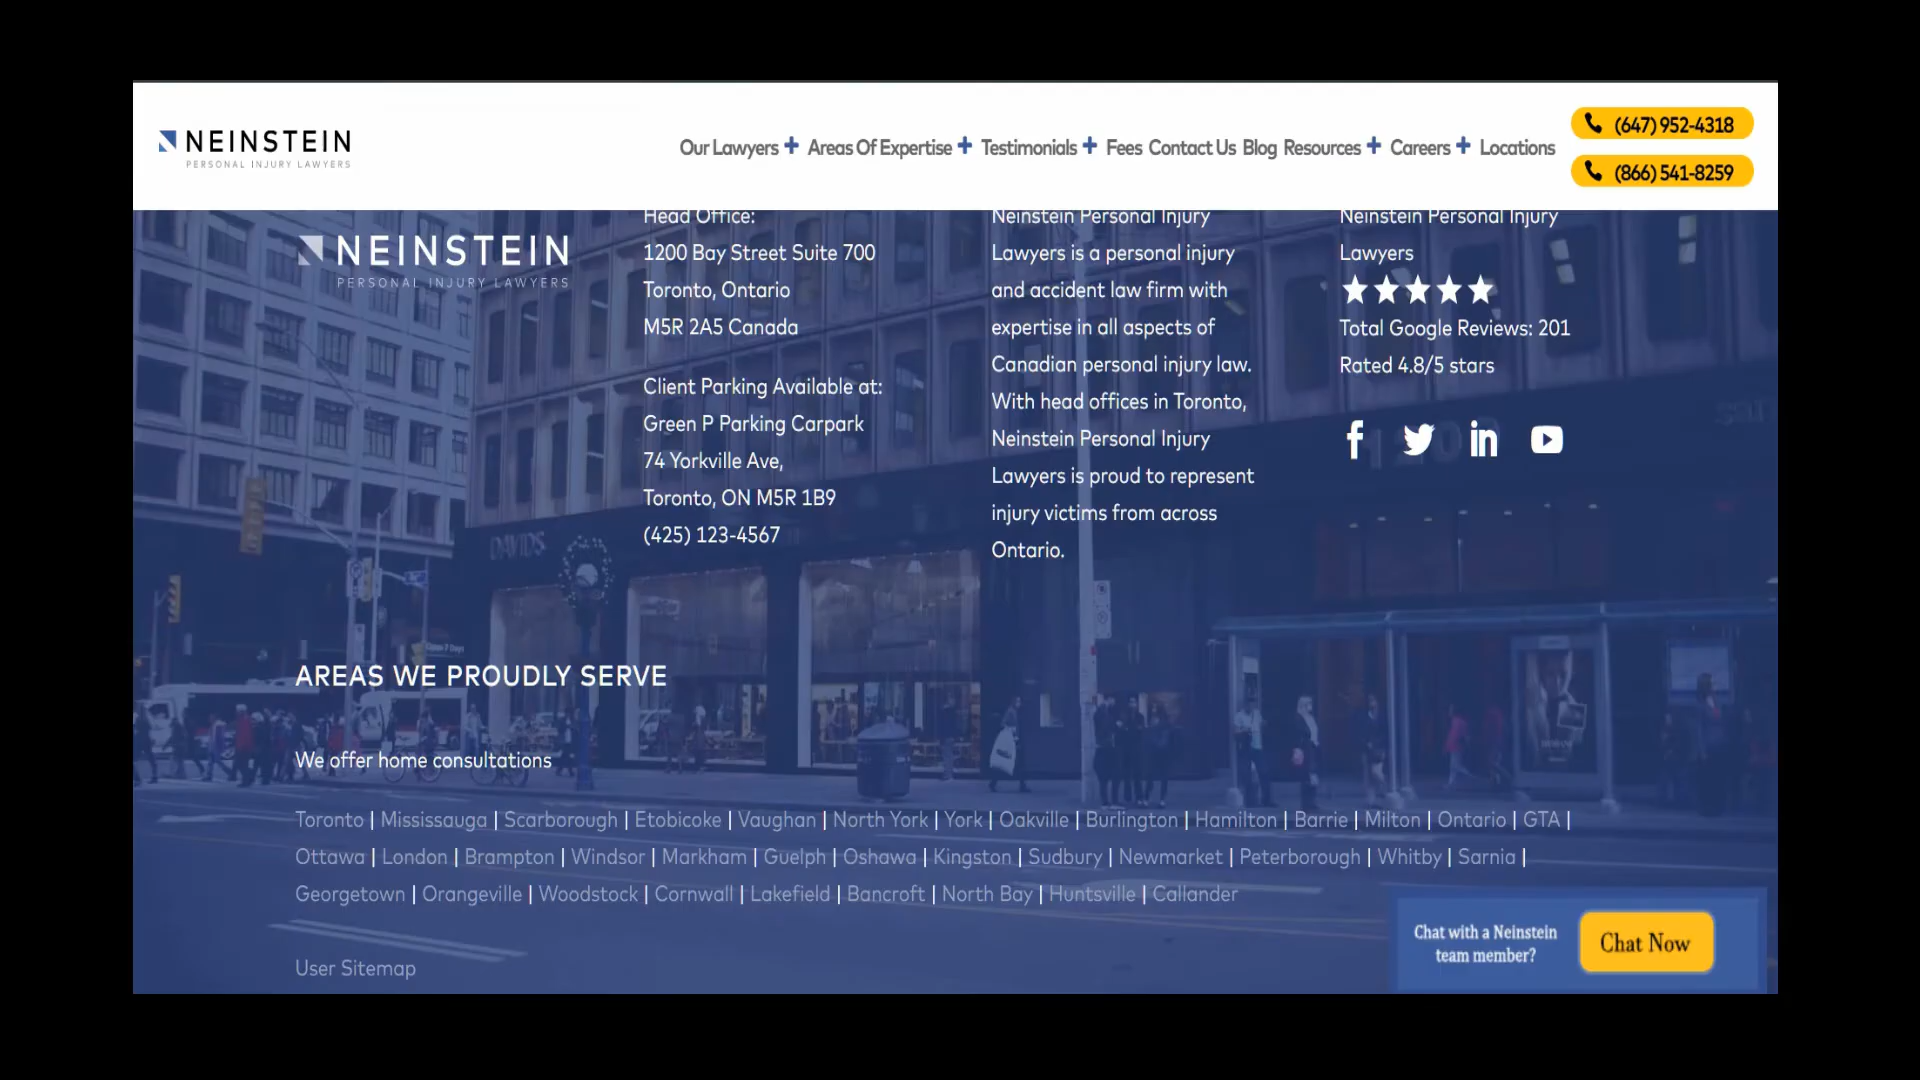 NEINSTEIN
PERSONAL INJURY LAWYERS
Our Lawyers + Areas Of Expertise + Testimonials + Fees Contact Us Blog Resources + Careers + Locations
(647) 952-4318
(866) 541-8259
NEINSTEIN
PERSONAL INJURY LAWYERS
Head Office:
1200 Bay Street Suite 700
Toronto, Ontario
M5R 2A5 Canada
Client Parking Available at:
Green P Parking Carpark
74 Yorkville Ave,
Toronto, ON M5R 1B9
(425) 123-4567
Neinstein Personal Injury
Lawyers is a personal injury
and accident law firm with
expertise in all aspects of
Canadian personal injury law.
With head offices in Toronto,
Neinstein Personal Injury
Lawyers is proud to represent
injury victims from across
Ontario.
Neinstein Personal Injury
Lawyers
Total Google Reviews: 201
Rated 4.8/5 stars
DAVIDS
AREAS WE PROUDLY SERVE
We offer home consultations
Toronto | Mississauga | Scarborough | Etobicoke | Vaughan | North York | York | Oakville | Burlington | Hamilton | Barrie | Milton | Ontario | GTA |
Ottawa | London | Brampton | Windsor | Markham | Guelph | Oshawa | Kingston | Sudbury | Newmarket | Peterborough | Whitby | Sarnia |
Georgetown | Orangeville | Woodstock | Cornwall | Lakefield | Bancroft | North Bay | Huntsville | Callander
User Sitemap
Chat with a Neinstein
team member?
Chat Now